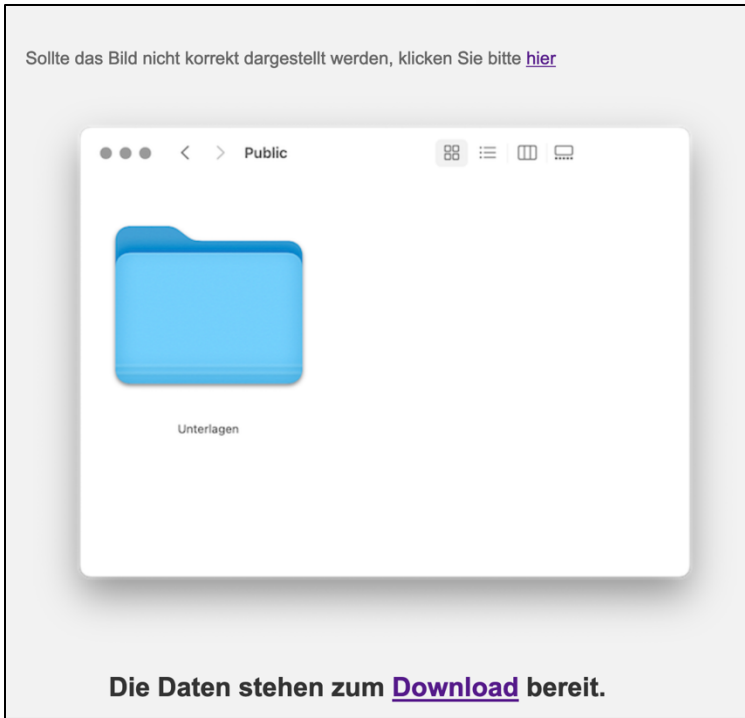 Sollte das Bild nicht korrekt dargestellt werden, klicken Sie bitte hier
Public
Unterlagen
Die Daten stehen zum Download bereit.